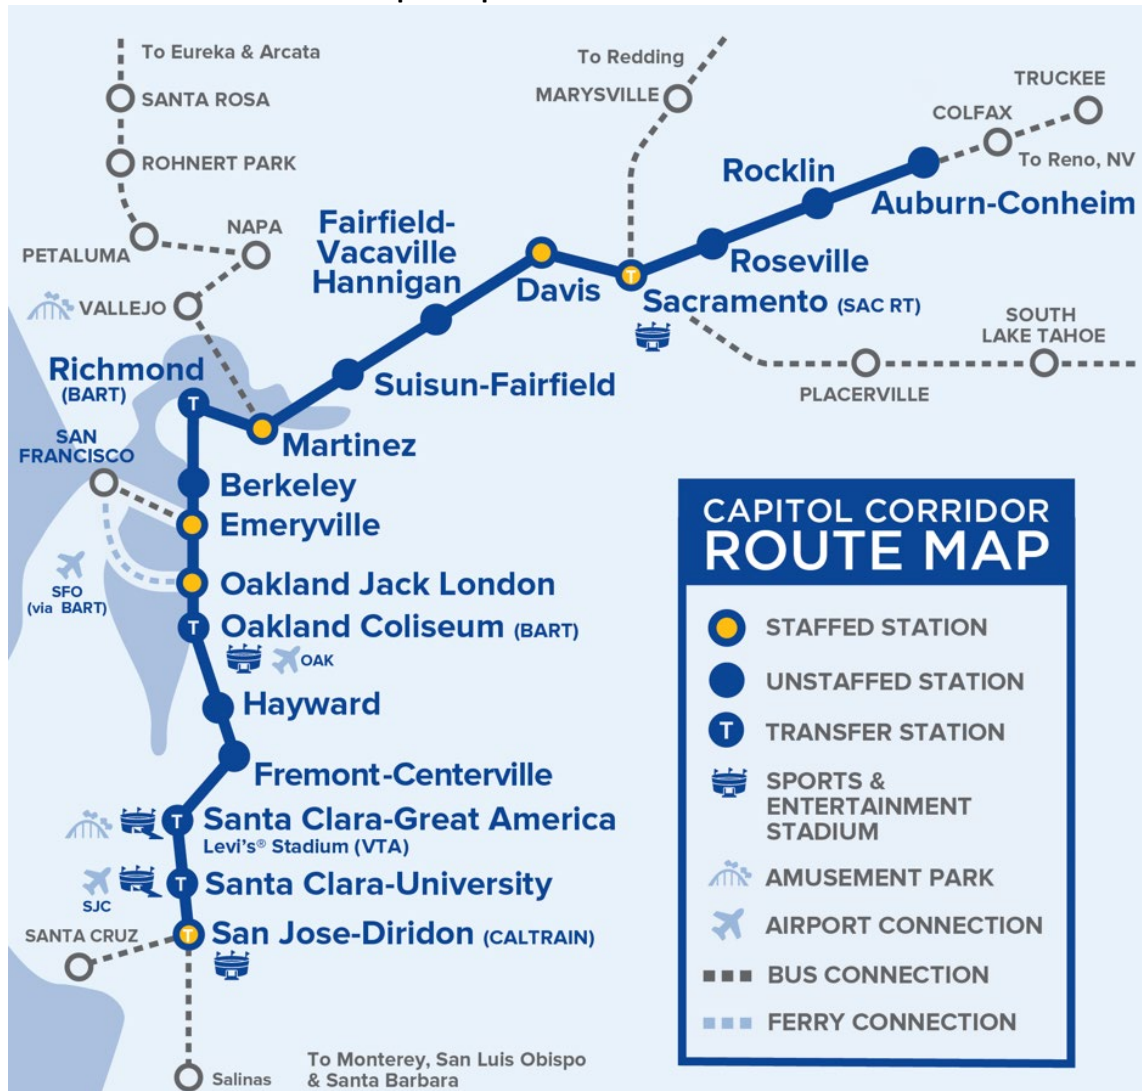 To Eureka & Arcata
SANTA ROSA
ROHNERT PARK
PETALUMA
NAPA
VALLEJO
To Redding
MARYSVILLE
TRUCKEE
COLFAX
To Reno, NV
Auburn-Conheim
Rocklin
Roseville
Sacramento (SAC RT)
T
Davis
Fairfield-
Vacaville
Hannigan
Suisun-Fairfield
SOUTH
LAKE TAHOE
PLACERVILLE
Martinez
Richmond
(BART)
T
SAN
FRANCISCO
Berkeley
Emeryville
SFO
(via BART)
Oakland Jack London
T
Oakland Coliseum (BART)
OAK
Hayward
Fremont-Centerville
T
Santa Clara-Great America
Levi's® Stadium (VTA)
T
Santa Clara-University
SJC
T
San Jose-Diridon (CALTRAIN)
SANTA CRUZ
Salinas
To Monterey, San Luis Obispo
& Santa Barbara
CAPITOL CORRIDOR
ROUTE MAP
STAFFED STATION
UNSTAFFED STATION
T TRANSFER STATION
SPORTS &
ENTERTAINMENT
STADIUM
AMUSEMENT PARK
AIRPORT CONNECTION
BUS CONNECTION
FERRY CONNECTION